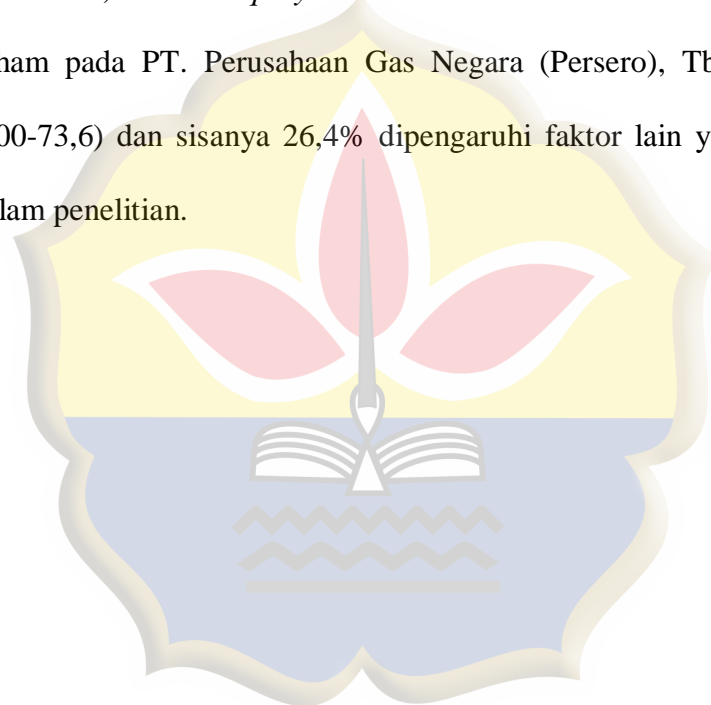 ham pada PT. Perusahaan Gas Negara (Persero), Tb
00-73,6) dan sisanya 26,4% dipengaruhi faktor lain y
lam penelitian.